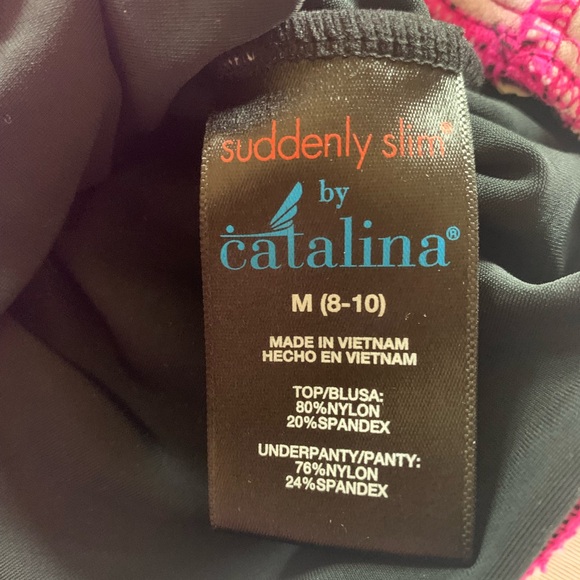 suddenly slim®
by
catalina®
M (8-10)
MADE IN VIETNAM
HECHO EN VIETNAM
TOP/BLUSA:
80%NYLON
20%SPANDEX
UNDERPANTY/PANTY:
76%NYLON
24%SPANDEX